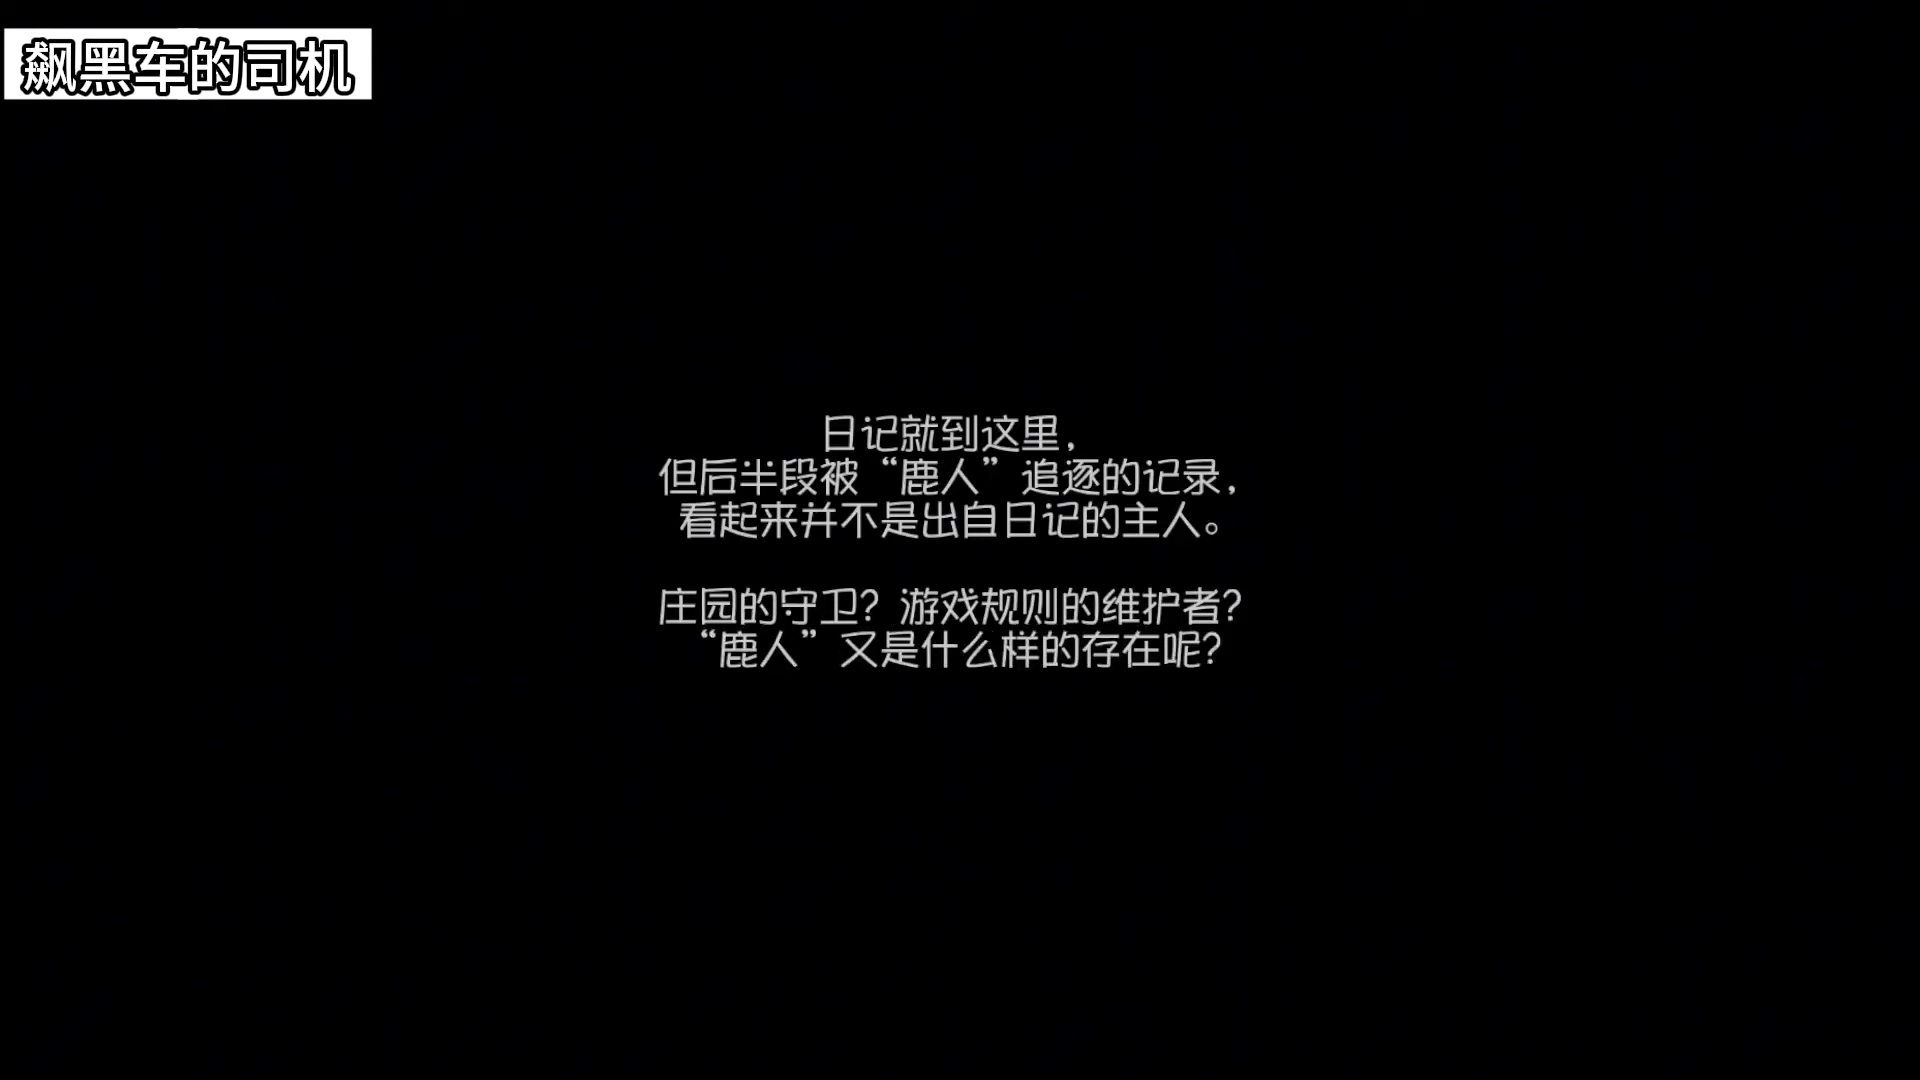 飙黑车的司机
日记就到这里，
但后半段被“鹿人”追逐的记录，
看起来并不是出自日记的主人。
庄园的守卫？游戏规则的维护者？
“鹿人”又是什么样的存在呢？